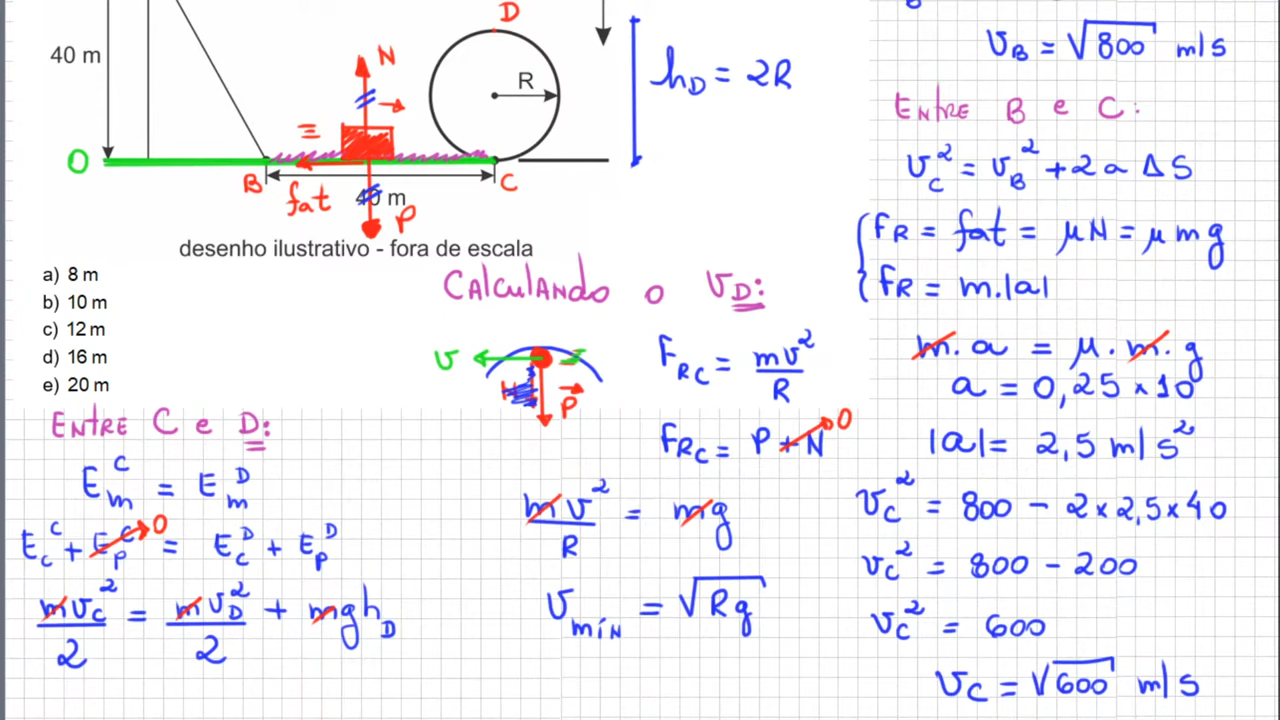 D
40 m
N
R
h_D = 2R
O
B
fat
40 m
P
C
desenho ilustrativo - fora de escala
a) 8 m
b) 10 m
c) 12 m
d) 16 m
e) 20 m
Calculando o v_D:
v
P
F_RC = mv²/R
F_RC = P + N 0
mv²/R = mg
v_mín = √Rg
Entre C e D:
E_m^C = E_m^D
E_c^C + E_p^C 0 = E_c^D + E_p^D
mv_C²/2 = mv_D²/2 + mgh_D
v_B = √800 m/s
Entre B e C:
v_C² = v_B² + 2a ΔS
F_R = fat = μN = μmg
F_R = m.|a|
m.a = μ.m.g
a = 0,25 × 10
|a| = 2,5 m/s²
v_C² = 800 - 2×2,5×40
v_C² = 800 - 200
v_C² = 600
v_C = √600 m/s